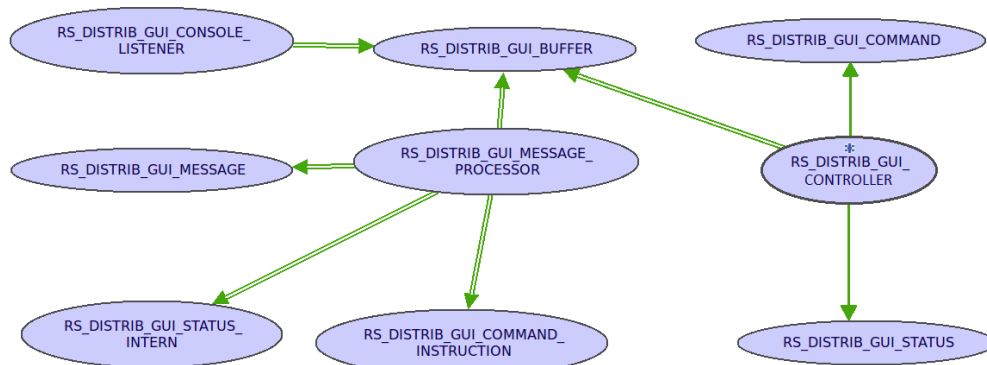 RS_DISTRIB_GUI_CONSOLE_
LISTENER
RS_DISTRIB_GUI_BUFFER
RS_DISTRIB_GUI_COMMAND
RS_DISTRIB_GUI_MESSAGE
RS_DISTRIB_GUI_MESSAGE_
PROCESSOR
*
RS_DISTRIB_GUI_
CONTROLLER
RS_DISTRIB_GUI_STATUS_
INTERN
RS_DISTRIB_GUI_COMMAND_
INSTRUCTION
RS_DISTRIB_GUI_STATUS